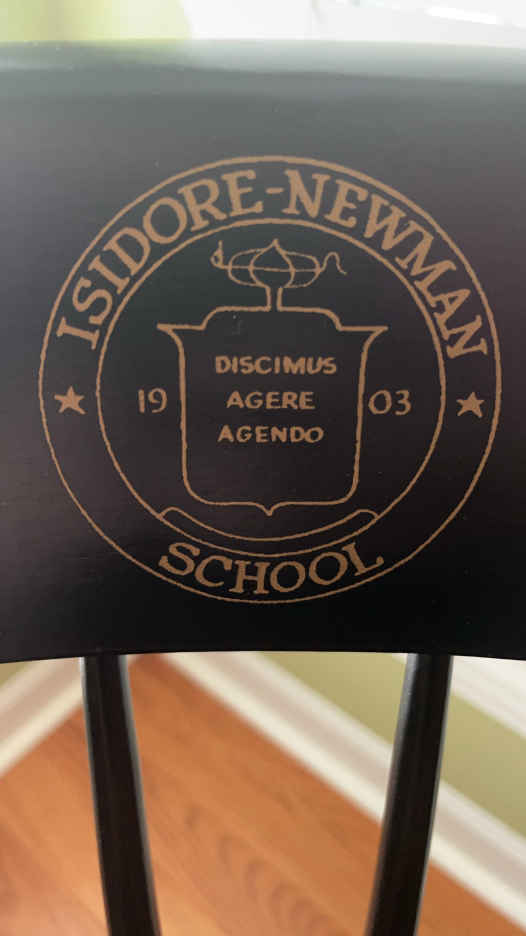 ISIDORE-NEWMAN
DISCIMUS
19 AGERE 03
AGENDO
SCHOOL